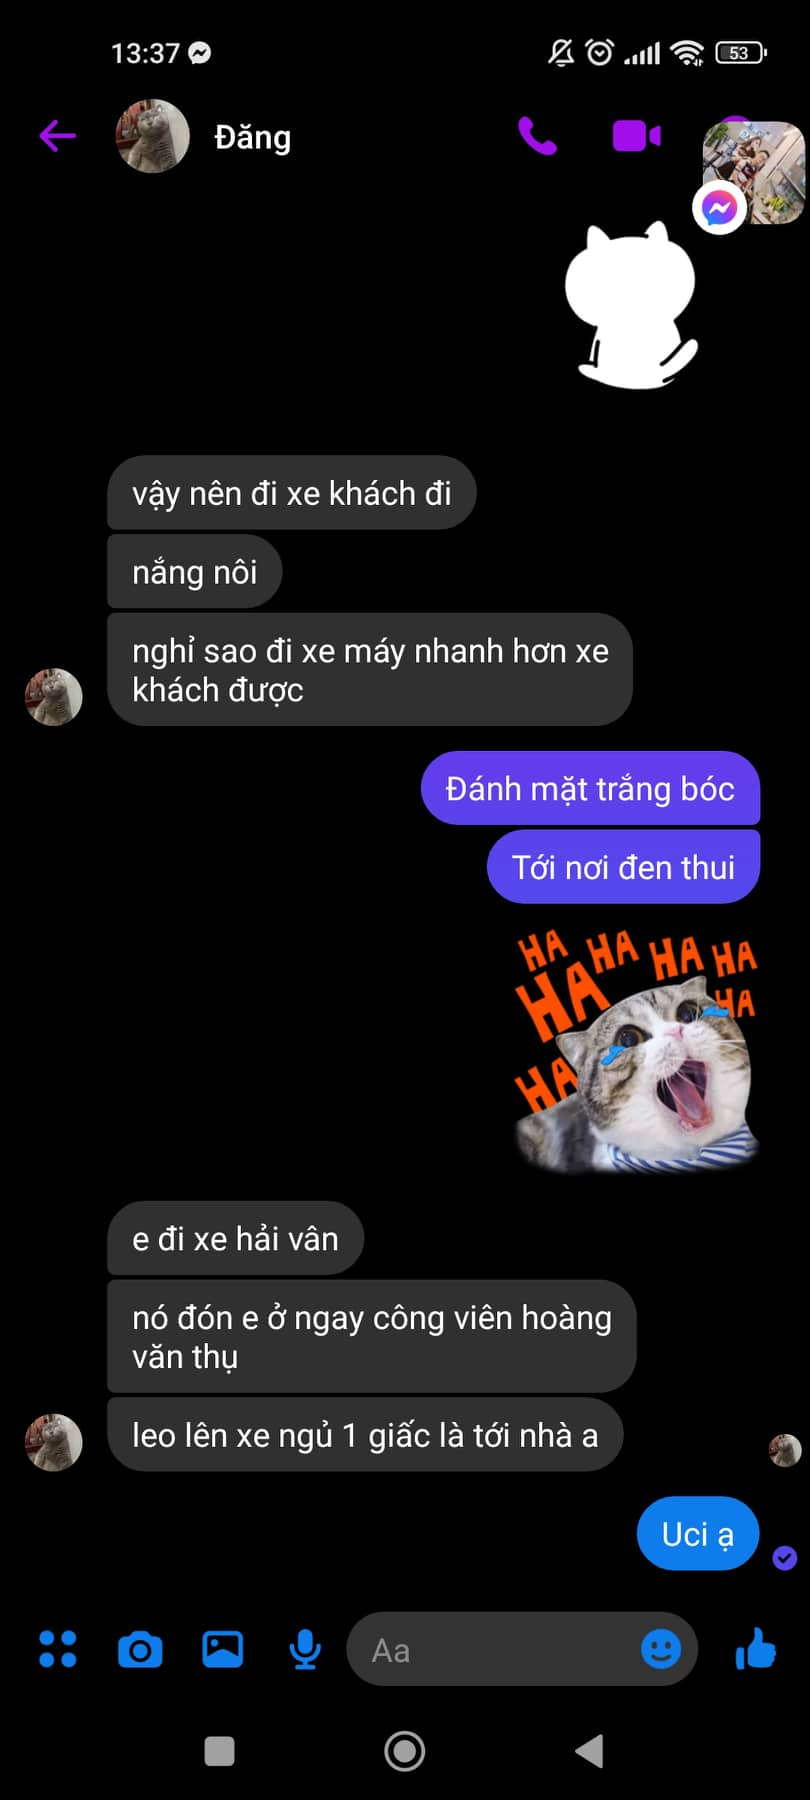 13:37
53
Đăng
vậy nên đi xe khách đi
nắng nôi
nghỉ sao đi xe máy nhanh hơn xe
khách được
Đánh mặt trắng bóc
Tới nơi đen thui
HA HA HA HA
HA HA
HA
e đi xe hải vân
nó đón e ở ngay công viên hoàng
văn thụ
leo lên xe ngủ 1 giấc là tới nhà a
Uci ạ
Aa